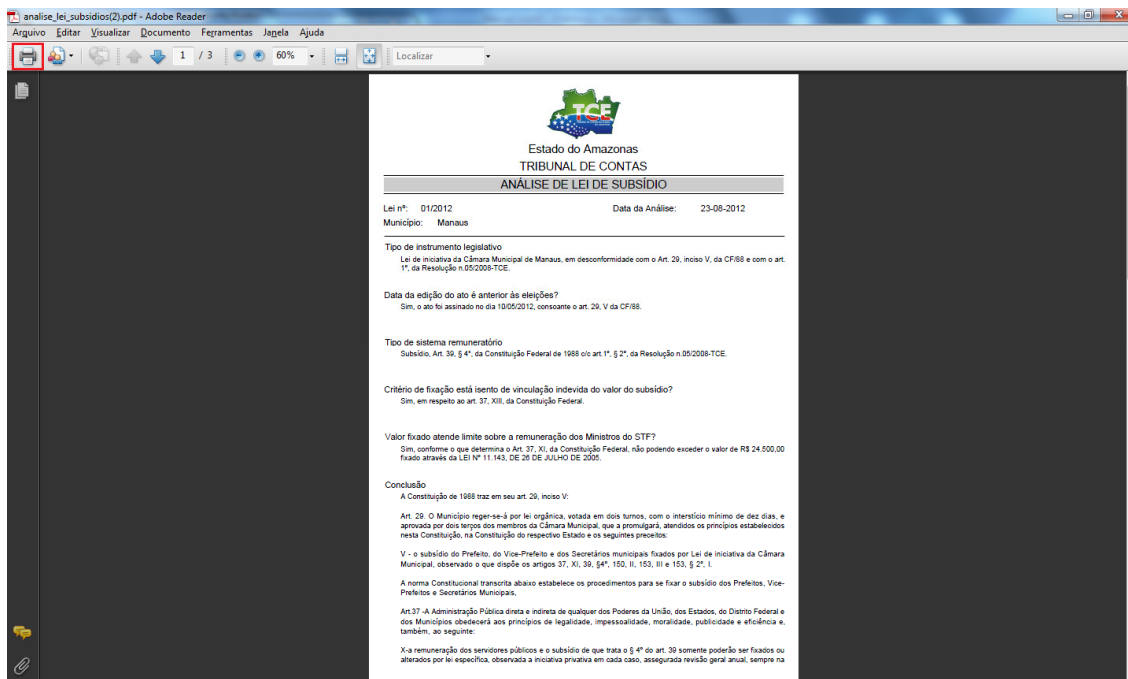 analise_lei_subsidios(2).pdf - Adobe Reader
Arquivo Editar Visualizar Documento Ferramentas Janela Ajuda
1 / 3 60% Localizar
TCE
Estado do Amazonas
TRIBUNAL DE CONTAS
ANÁLISE DE LEI DE SUBSÍDIO
Lei nº: 01/2012 Data da Análise: 23-08-2012
Município: Manaus
Tipo de instrumento legislativo
Lei de iniciativa da Câmara Municipal de Manaus, em desconformidade com o Art. 29, inciso V, da CF/88 e com o art.
1º, da Resolução n.05/2008-TCE.
Data da edição do ato é anterior às eleições?
Sim, o ato foi assinado no dia 10/05/2012, consoante o art. 29, V da CF/88.
Tipo de sistema remuneratório
Subsídio, Art. 39, § 4º, da Constituição Federal de 1988 c/c art.1º, § 2º, da Resolução n.05/2008-TCE.
Critério de fixação está isento de vinculação indevida do valor do subsídio?
Sim, em respeito ao art. 37, XIII, da Constituição Federal.
Valor fixado atende limite sobre a remuneração dos Ministros do STF?
Sim, conforme o que determina o Art. 37, XI, da Constituição Federal, não podendo exceder o valor de R$ 24.500,00
fixado através da LEI Nº 11.143, DE 26 DE JULHO DE 2005.
Conclusão
A Constituição de 1988 traz em seu art. 29, inciso V:
Art. 29. O Município reger-se-á por lei orgânica, votada em dois turnos, com o interstício mínimo de dez dias, e
aprovada por dois terços dos membros da Câmara Municipal, que a promulgará, atendidos os princípios estabelecidos
nesta Constituição, na Constituição do respectivo Estado e os seguintes preceitos:
V - o subsídio do Prefeito, do Vice-Prefeito e dos Secretários municipais fixados por Lei de iniciativa da Câmara
Municipal, observado o que dispõe os artigos 37, XI, 39, §4º, 150, II, 153, III e 153, § 2º, I.
A norma Constitucional transcrita abaixo estabelece os procedimentos para se fixar o subsídio dos Prefeitos, Vice-
Prefeitos e Secretários Municipais,
Art.37 -A Administração Pública direta e indireta de qualquer dos Poderes da União, dos Estados, do Distrito Federal e
dos Municípios obedecerá aos princípios de legalidade, impessoalidade, moralidade, publicidade e eficiência e,
também, ao seguinte:
X-a remuneração dos servidores públicos e o subsídio de que trata o § 4º do art. 39 somente poderão ser fixados ou
alterados por lei específica, observada a iniciativa privativa em cada caso, assegurada revisão geral anual, sempre na